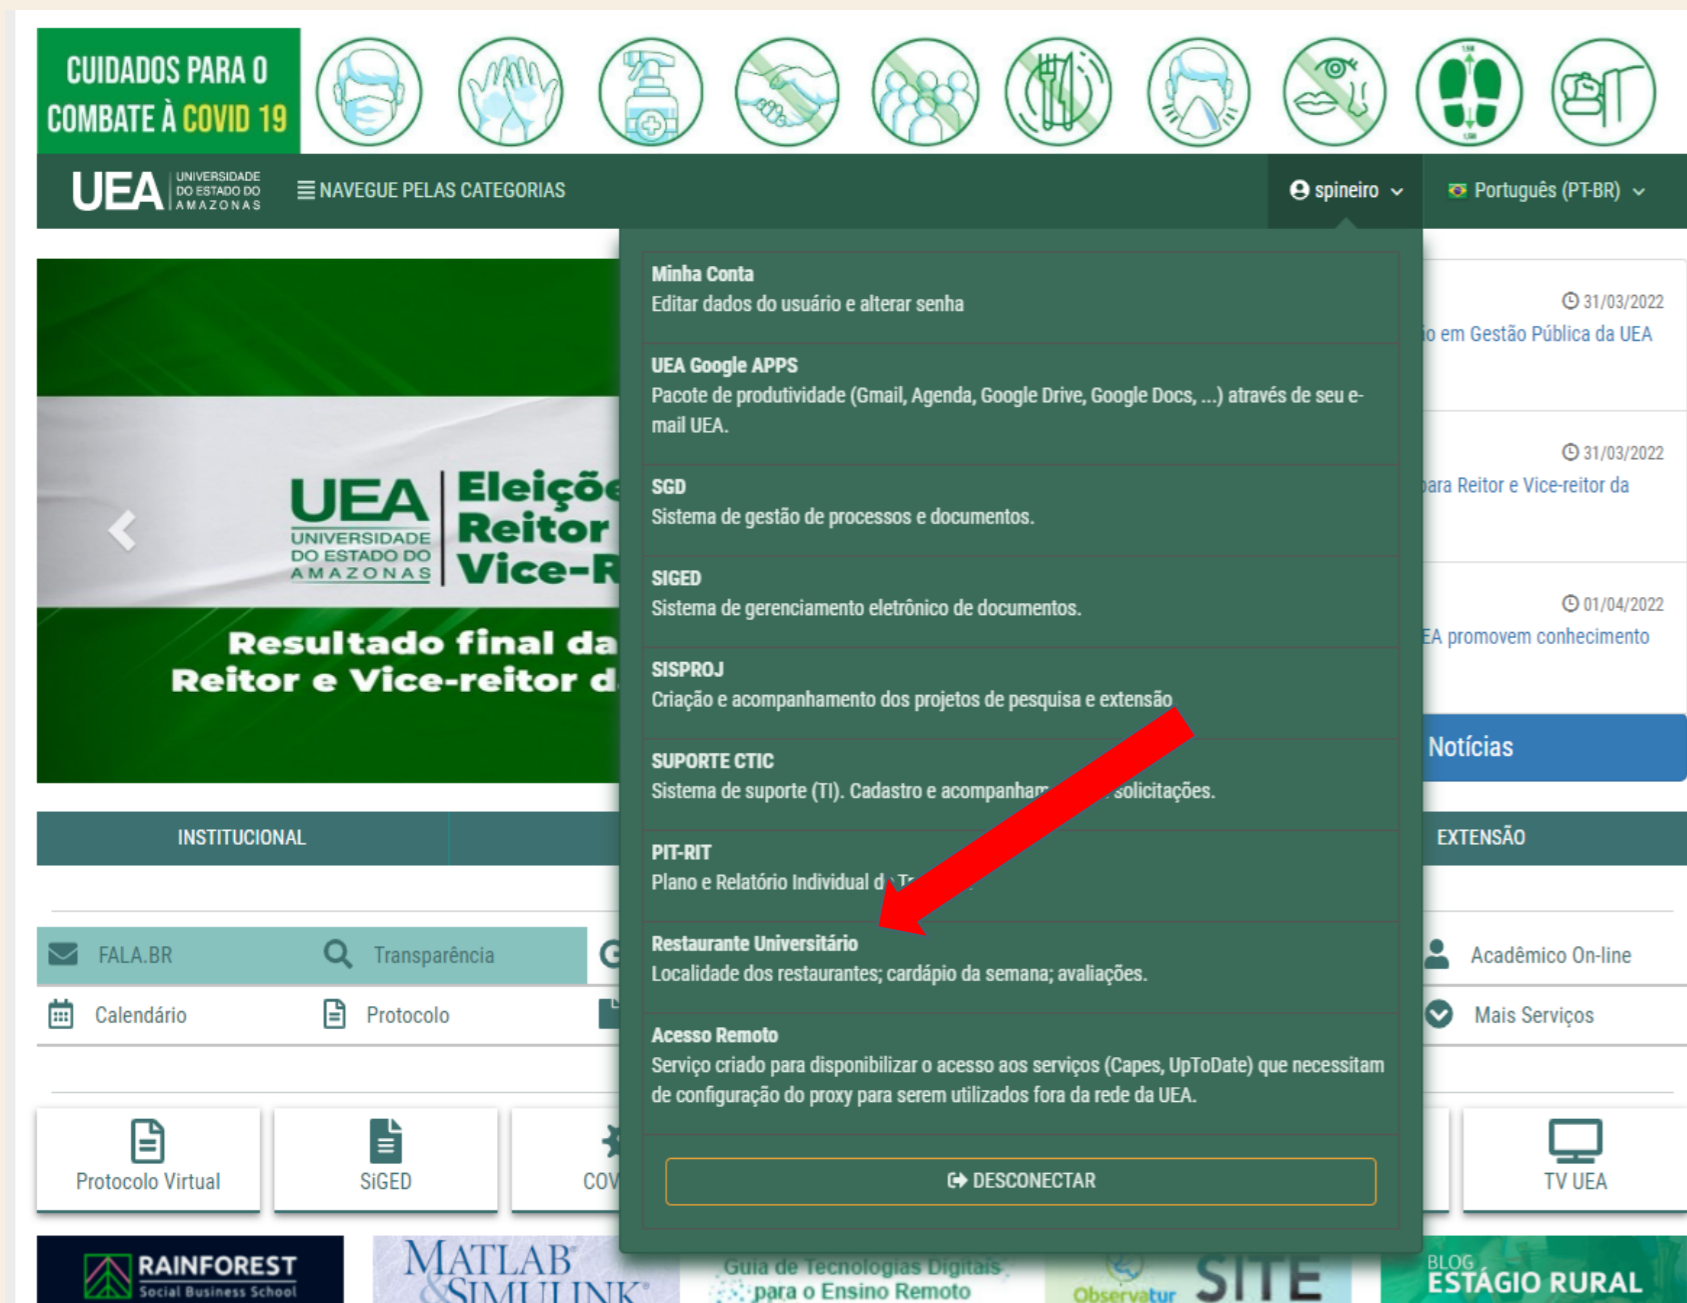 CUIDADOS PARA O
COMBATE À COVID 19
UEA UNIVERSIDADE DO ESTADO DO AMAZONAS
NAVEGUE PELAS CATEGORIAS
spineiro
Português (PT-BR)
Minha Conta
Editar dados do usuário e alterar senha
UEA Google APPS
Pacote de produtividade (Gmail, Agenda, Google Drive, Google Docs, ...) através de seu e-
mail UEA.
SGD
Sistema de gestão de processos e documentos.
SIGED
Sistema de gerenciamento eletrônico de documentos.
SISPROJ
Criação e acompanhamento dos projetos de pesquisa e extensão
SUPORTE CTIC
Sistema de suporte (TI). Cadastro e acompanham solicitações.
PIT-RIT
Plano e Relatório Individual
Restaurante Universitário
Localidade dos restaurantes; cardápio da semana; avaliações.
Acesso Remoto
Serviço criado para disponibilizar o acesso aos serviços (Capes, UpToDate) que necessitam
de configuração do proxy para serem utilizados fora da rede da UEA.
DESCONECTAR
UEA
UNIVERSIDADE
DO ESTADO DO
AMAZONAS
Eleiçõe
Reitor
Vice-R
Resultado final da
Reitor e Vice-reitor d
31/03/2022
em Gestão Pública da UEA
31/03/2022
para Reitor e Vice-reitor da
01/04/2022
EA promovem conhecimento
Notícias
INSTITUCIONAL
EXTENSÃO
FALA.BR
Transparência
G
Acadêmico On-line
Calendário
Protocolo
Mais Serviços
Protocolo Virtual
SiGED
COV
TV UEA
RAINFOREST
Social Business School
MATLAB
&SIMULINK®
Guia de Tecnologias Digitais
para o Ensino Remoto
Observatur
SITE
BLOG
ESTÁGIO RURAL